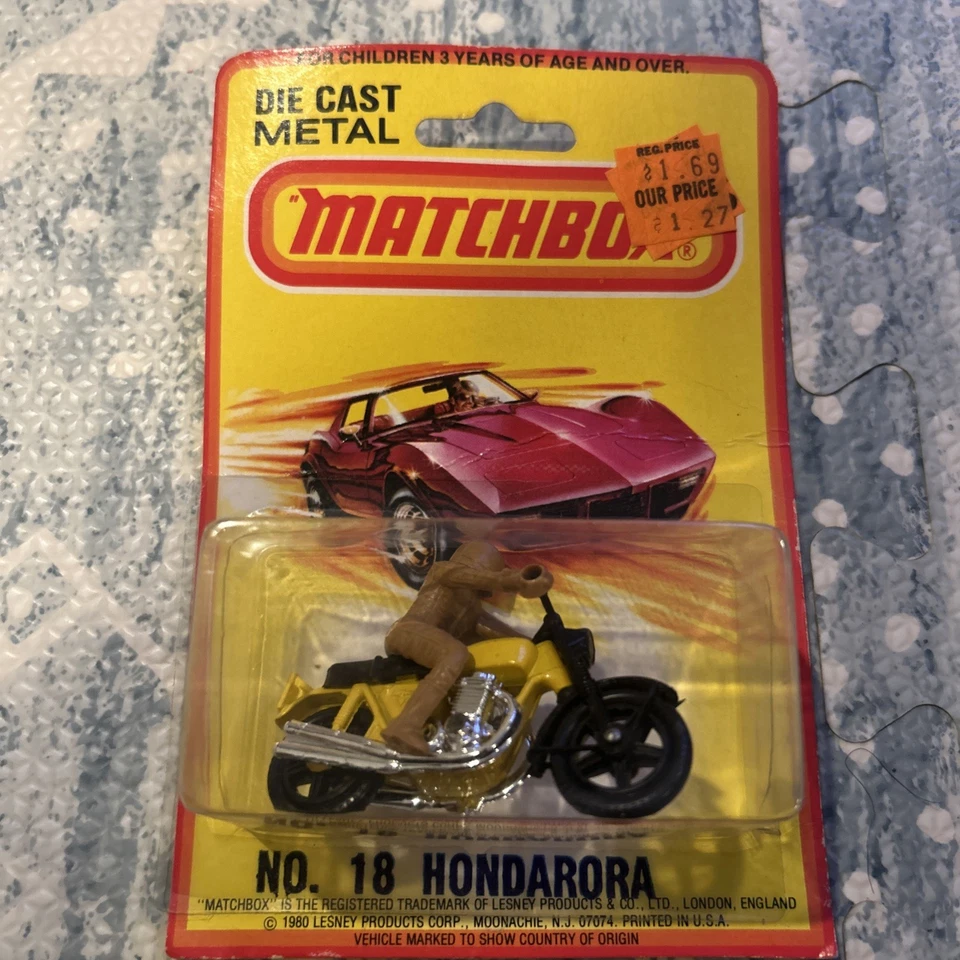 FOR CHILDREN 3 YEARS OF AGE AND OVER.
DIE CAST
METAL
REG. PRICE
$1.69
OUR PRICE
$1.27
"MATCHBOX ®
NO. 18 HONDARORA
"MATCHBOX" IS THE REGISTERED TRADEMARK OF LESNEY PRODUCTS & CO., LTD., LONDON, ENGLAND
© 1980 LESNEY PRODUCTS CORP., MOONACHIE, N.J. 07074. PRINTED IN U.S.A.
VEHICLE MARKED TO SHOW COUNTRY OF ORIGIN